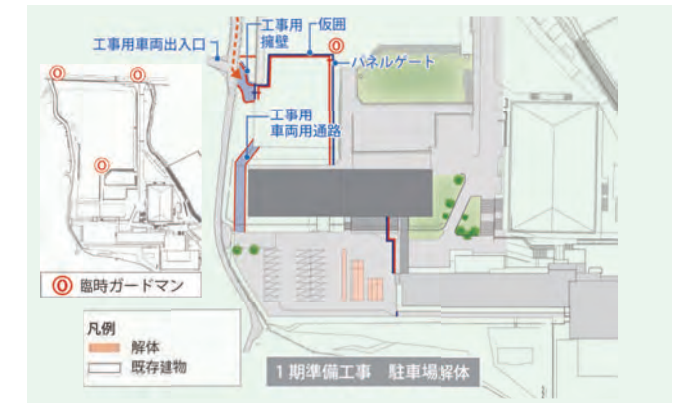 工事用車両出入口
工事用
擁壁
仮囲
パネルゲート
工事用
車両用通路
臨時ガードマン
凡例
解体
既存建物
1期準備工事 駐車場解体